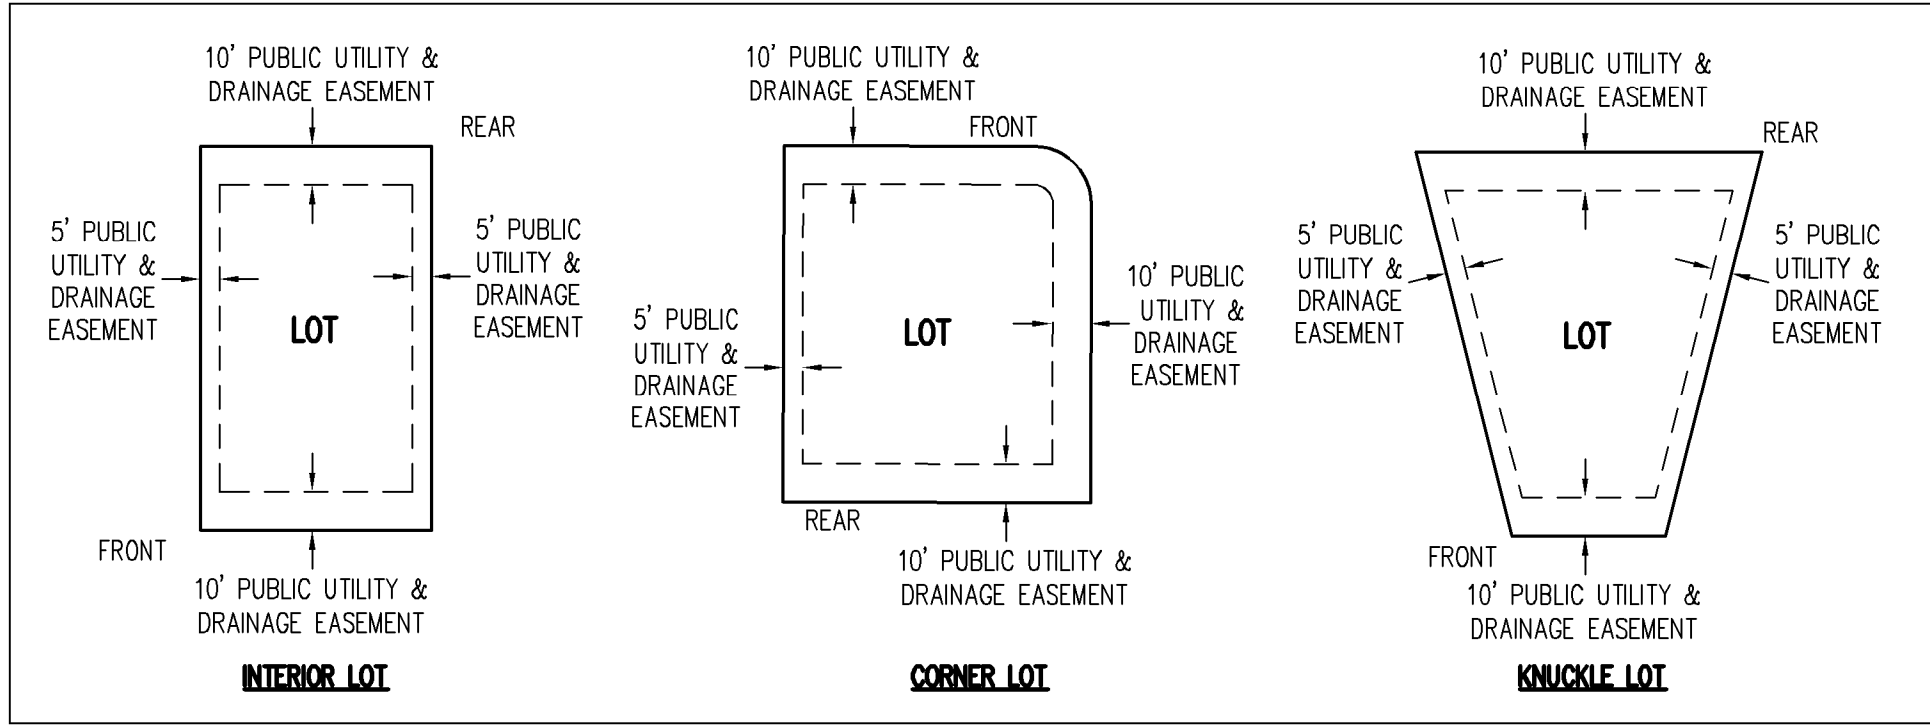 10' PUBLIC UTILITY &
DRAINAGE EASEMENT
REAR
5' PUBLIC
UTILITY &
DRAINAGE
EASEMENT
5' PUBLIC
UTILITY &
DRAINAGE
EASEMENT
LOT
FRONT
10' PUBLIC UTILITY &
DRAINAGE EASEMENT
INTERIOR LOT
10' PUBLIC UTILITY &
DRAINAGE EASEMENT
FRONT
5' PUBLIC
UTILITY &
DRAINAGE
EASEMENT
LOT
10' PUBLIC
UTILITY &
DRAINAGE
EASEMENT
REAR
10' PUBLIC UTILITY &
DRAINAGE EASEMENT
CORNER LOT
10' PUBLIC UTILITY &
DRAINAGE EASEMENT
REAR
5' PUBLIC
UTILITY &
DRAINAGE
EASEMENT
5' PUBLIC
UTILITY &
DRAINAGE
EASEMENT
LOT
FRONT
10' PUBLIC UTILITY &
DRAINAGE EASEMENT
KNUCKLE LOT